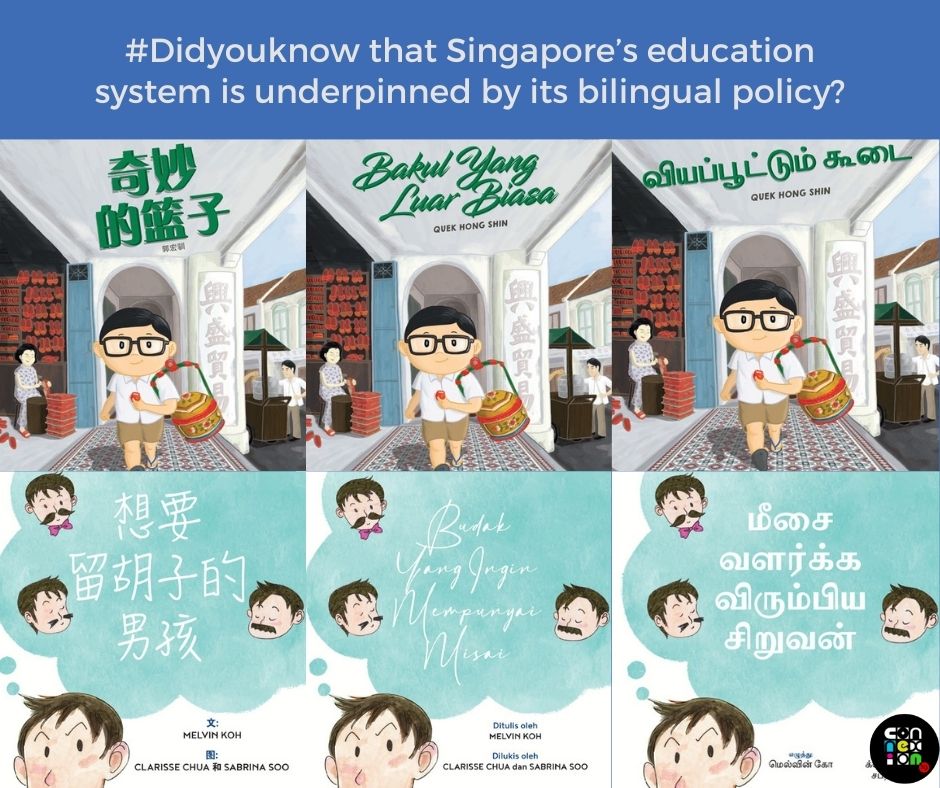 #Didyouknow that Singapore’s education
system is underpinned by its bilingual policy?
奇妙
的篮子
郭宏顺
興盛貿易
Bakul Yang
Luar Biasa
QUEK HONG SHIN
興盛貿易
வியப்பூட்டும் கூடை
QUEK HONG SHIN
興盛貿易
想要
留胡子的
男孩
文:
MELVIN KOH
图:
CLARISSE CHUA 和 SABRINA SOO
Budak
Yang Ingin
Mempunyai
Misai
Ditulis oleh
MELVIN KOH
Dilukis oleh
CLARISSE CHUA dan SABRINA SOO
மீசை
வளர்க்க
விரும்பிய
சிறுவன்
எழுத்து
மெல்வின் கோ
con
nex
ion